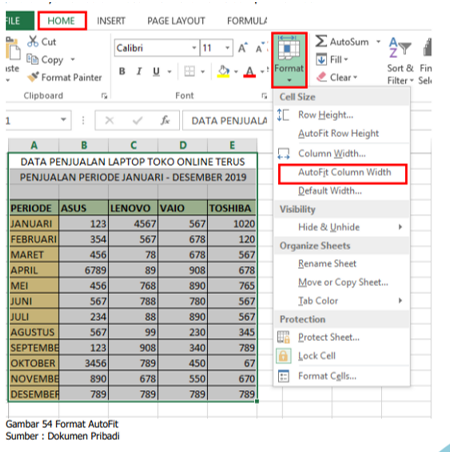 FILE HOME INSERT PAGE LAYOUT FORMULA
Cut
Copy
Format Painter
Clipboard
Calibri 11 A A
B I U A
Font
Format
AutoSum
Fill
Clear
Sort &
Filter
1 fx DATA PENJUALA
Cell Size
Row Height...
AutoFit Row Height
Column Width...
AutoFit Column Width
Default Width...
Visibility
Hide & Unhide
Organize Sheets
Rename Sheet
Move or Copy Sheet...
Tab Color
Protection
Protect Sheet...
Lock Cell
Format Cells...
A B C D E
DATA PENJUALAN LAPTOP TOKO ONLINE TERUS
PENJUALAN PERIODE JANUARI - DESEMBER 2019
PERIODE ASUS LENOVO VAIO TOSHIBA
JANUARI 123 4567 567 1020
FEBRUARI 354 567 678 120
MARET 456 78 678 567
APRIL 6789 89 908 678
MEI 456 768 890 765
JUNI 567 788 780 567
JULI 234 88 890 567
AGUSTUS 567 99 230 345
SEPTEMBE 123 908 340 789
OKTOBER 3456 789 450 67
NOVEMBE 890 678 550 670
DESEMBER 789 789 789 789
Gambar 54 Format AutoFit
Sumber : Dokumen Pribadi